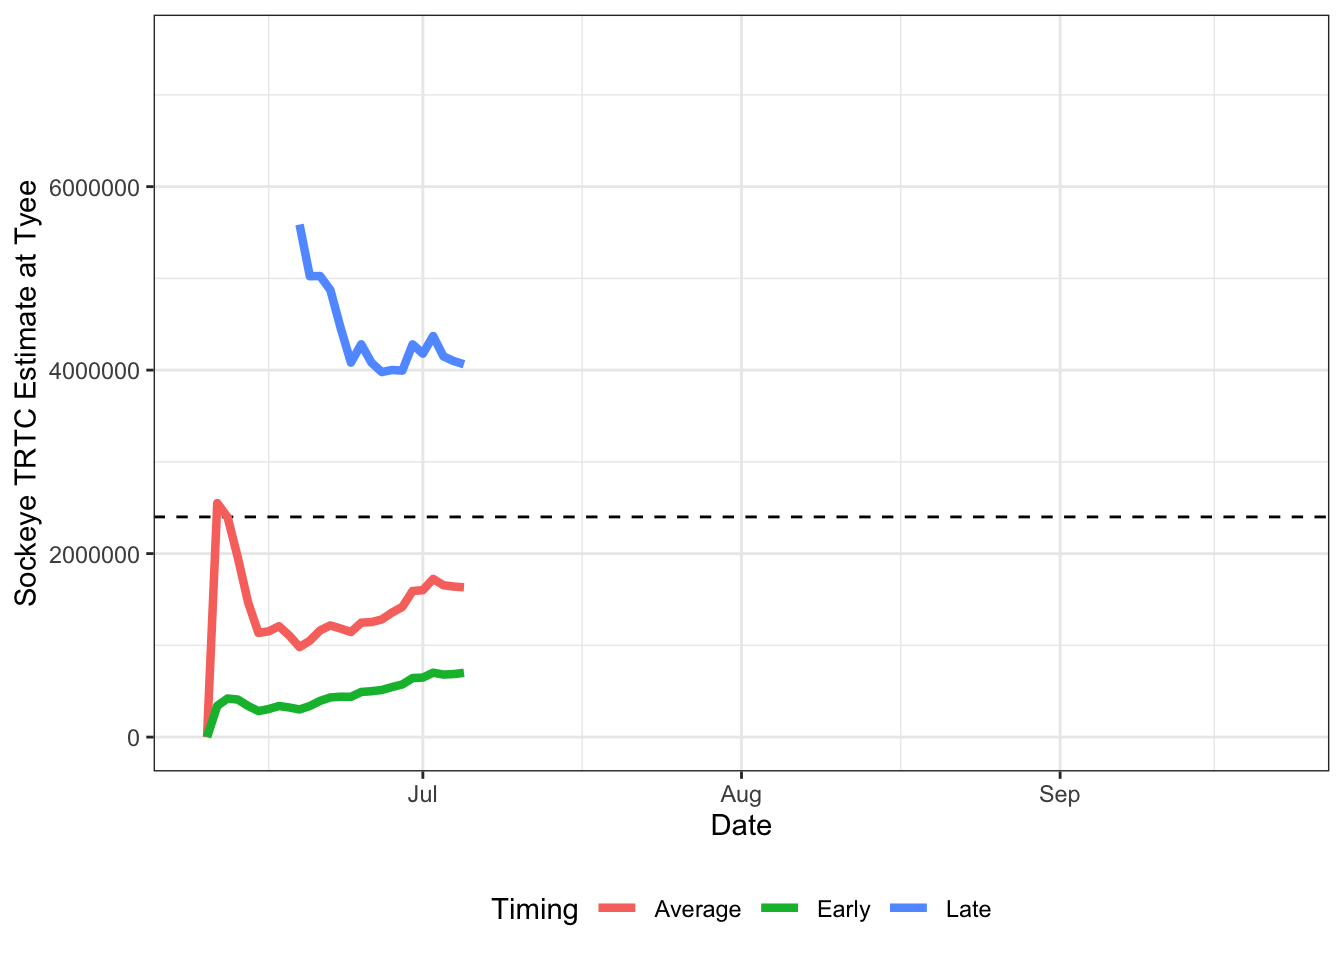 Sockeye TRTC Estimate at Tyee
6000000
4000000
2000000
0
Jul Aug Sep
Date
Timing Average Early Late